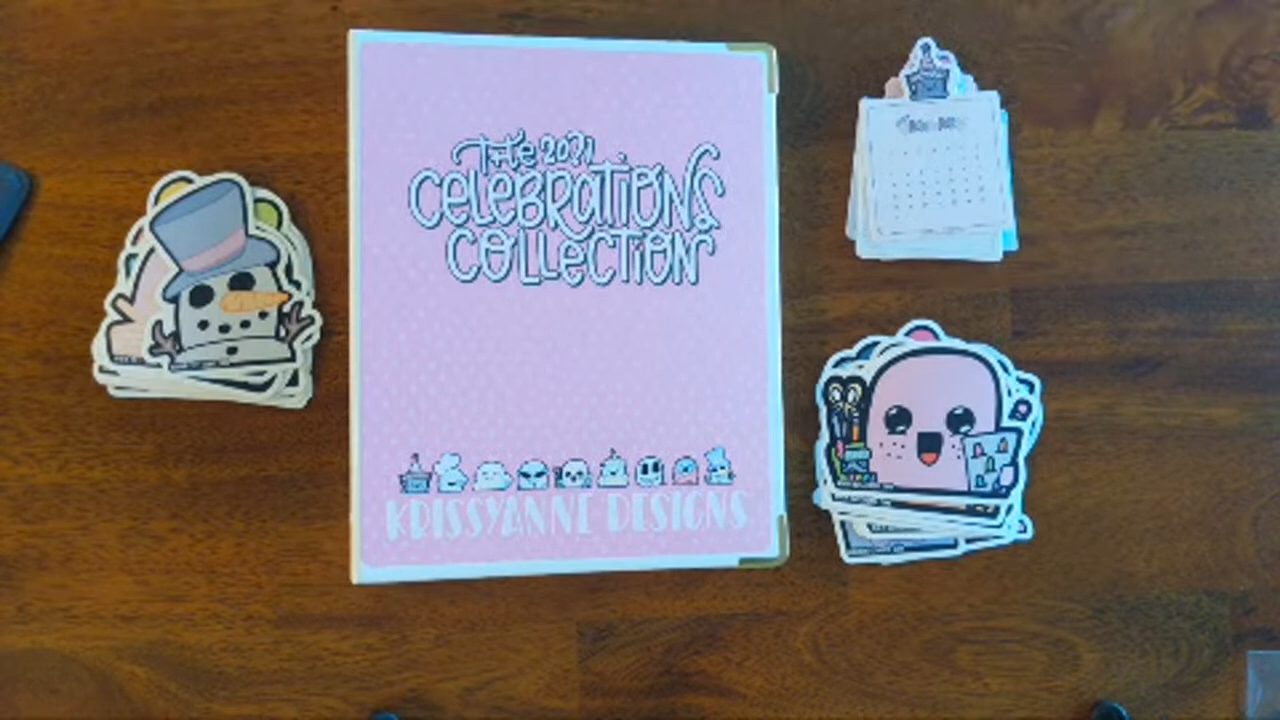 THE 2021
CELEBRATIONS
COLLECTION
KRISSYANNE DESIGNS